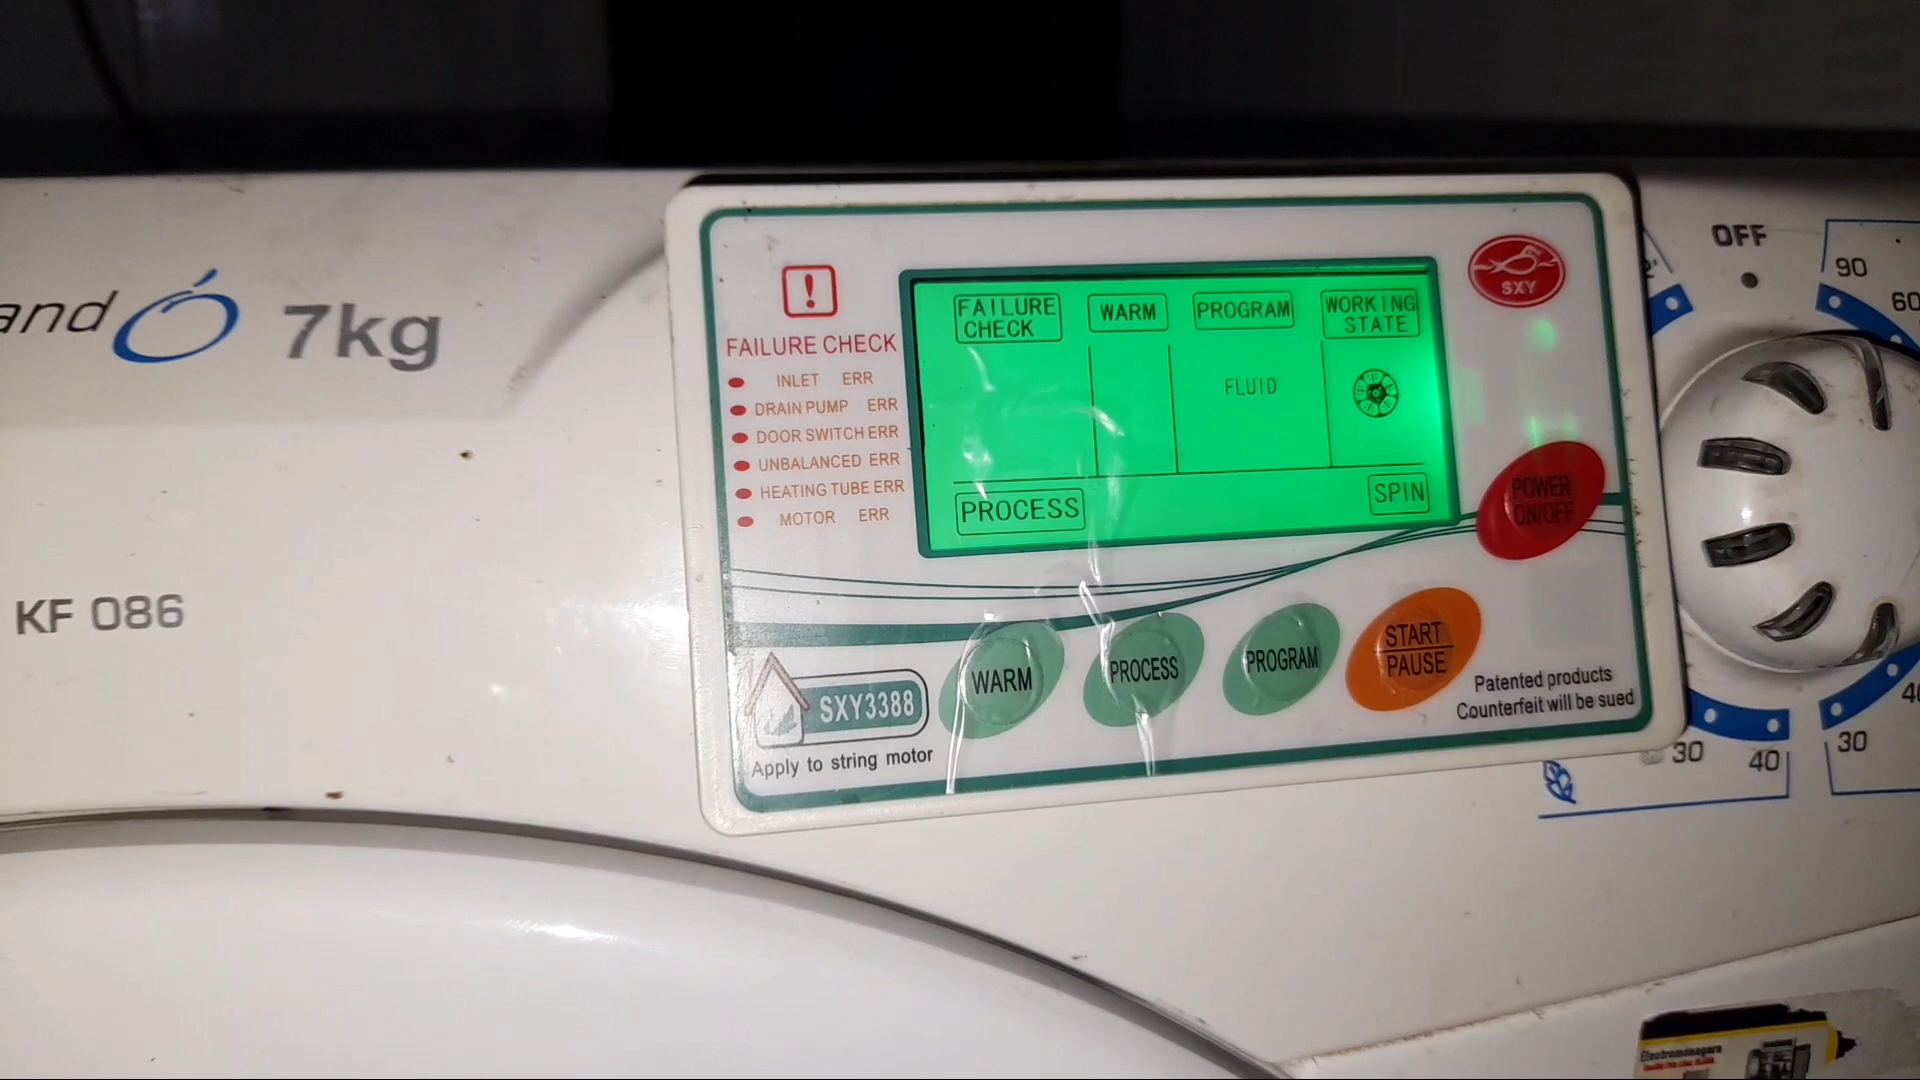 and
7kg
KF 086
!
FAILURE CHECK
INLET ERR
DRAIN PUMP ERR
DOOR SWITCH ERR
UNBALANCED ERR
HEATING TUBE ERR
MOTOR ERR
FAILURE
CHECK
WARM
PROGRAM
WORKING
STATE
FLUID
PROCESS
SPIN
SXY
POWER
ON/OFF
WARM
PROCESS
PROGRAM
START
PAUSE
SXY3388
Apply to string motor
Patented products
Counterfeit will be sued
OFF
90
60
30
40
30
Electroménagers